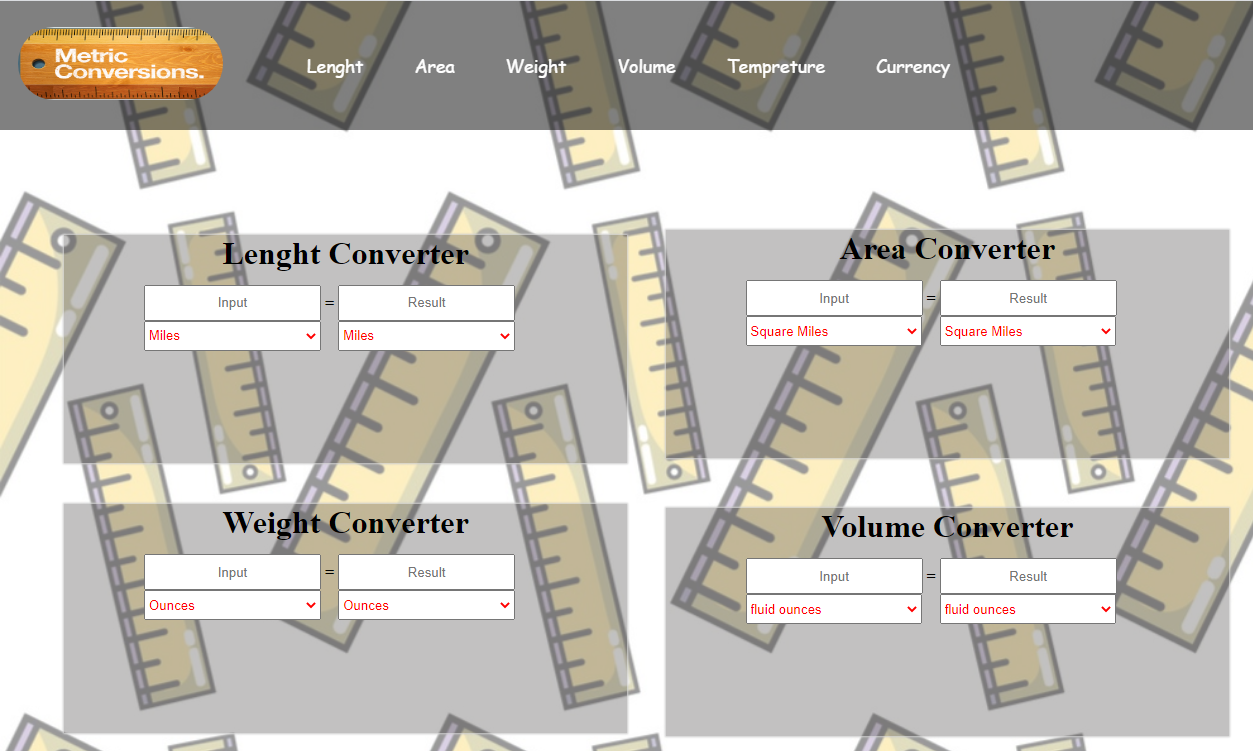 Metric
Conversions.
Lenght Area Weight Volume Tempreture Currency
Lenght Converter
Input = Result
Miles Miles
Area Converter
Input = Result
Square Miles Square Miles
Weight Converter
Input = Result
Ounces Ounces
Volume Converter
Input = Result
fluid ounces fluid ounces